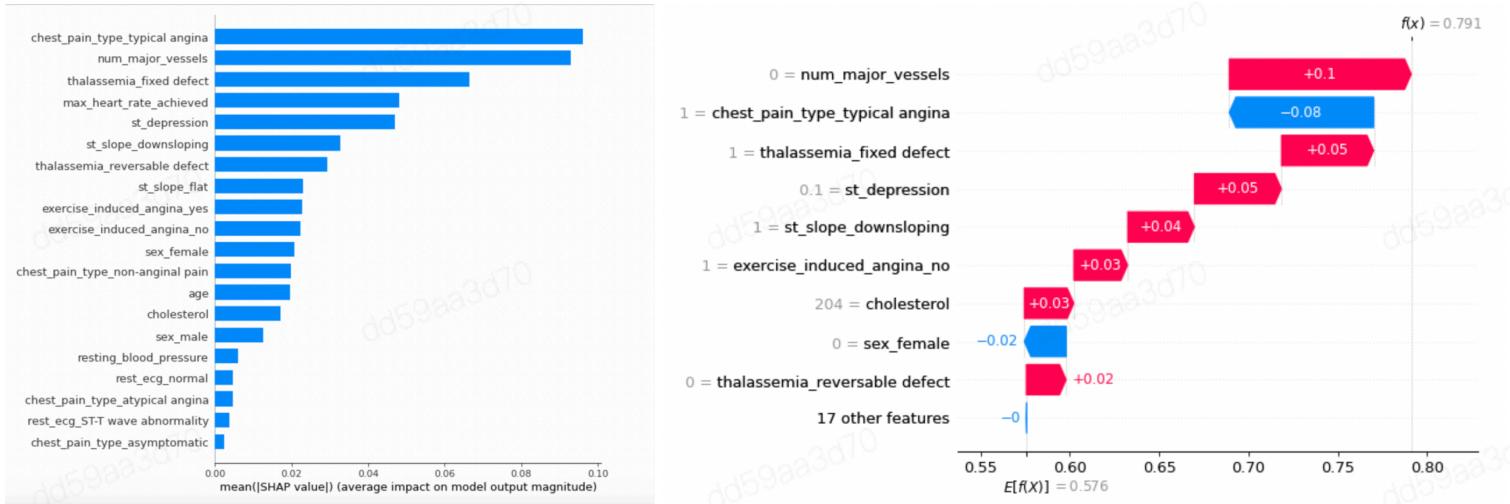 chest_pain_type_typical angina
num_major_vessels
thalassemia_fixed defect
max_heart_rate_achieved
st_depression
st_slope_downsloping
thalassemia_reversable defect
st_slope_flat
exercise_induced_angina_yes
exercise_induced_angina_no
sex_female
chest_pain_type_non-anginal pain
age
cholesterol
sex_male
resting_blood_pressure
rest_ecg_normal
chest_pain_type_atypical angina
rest_ecg_ST-T wave abnormality
chest_pain_type_asymptomatic
0.00 0.02 0.04 0.06 0.08 0.10
mean(|SHAP value|) (average impact on model output magnitude)
f(x) = 0.791
0 = num_major_vessels +0.1
1 = chest_pain_type_typical angina −0.08
1 = thalassemia_fixed defect +0.05
0.1 = st_depression +0.05
1 = st_slope_downsloping +0.04
1 = exercise_induced_angina_no +0.03
204 = cholesterol +0.03
0 = sex_female −0.02
0 = thalassemia_reversable defect +0.02
17 other features −0
0.55 0.60 0.65 0.70 0.75 0.80
E[f(X)] = 0.576
dd59aa3d70